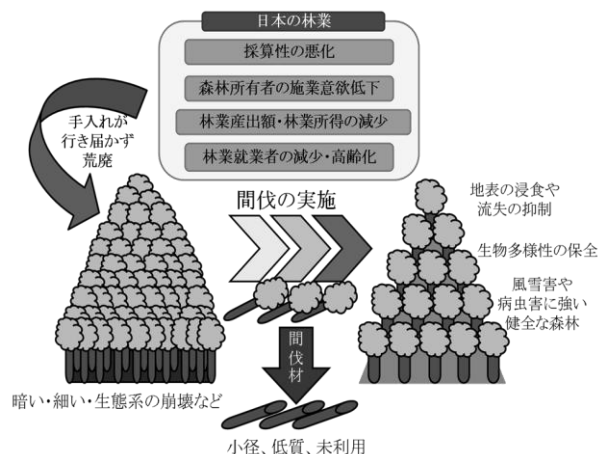 日本の林業
採算性の悪化
森林所有者の施業意欲低下
林業産出額・林業所得の減少
林業就業者の減少・高齢化
手入れが
行き届かず
荒廃
間伐の実施
地表の浸食や
流失の抑制
生物多様性の保全
風雪害や
病虫害に強い
健全な森林
間伐材
暗い・細い・生態系の崩壊など
小径、低質、未利用